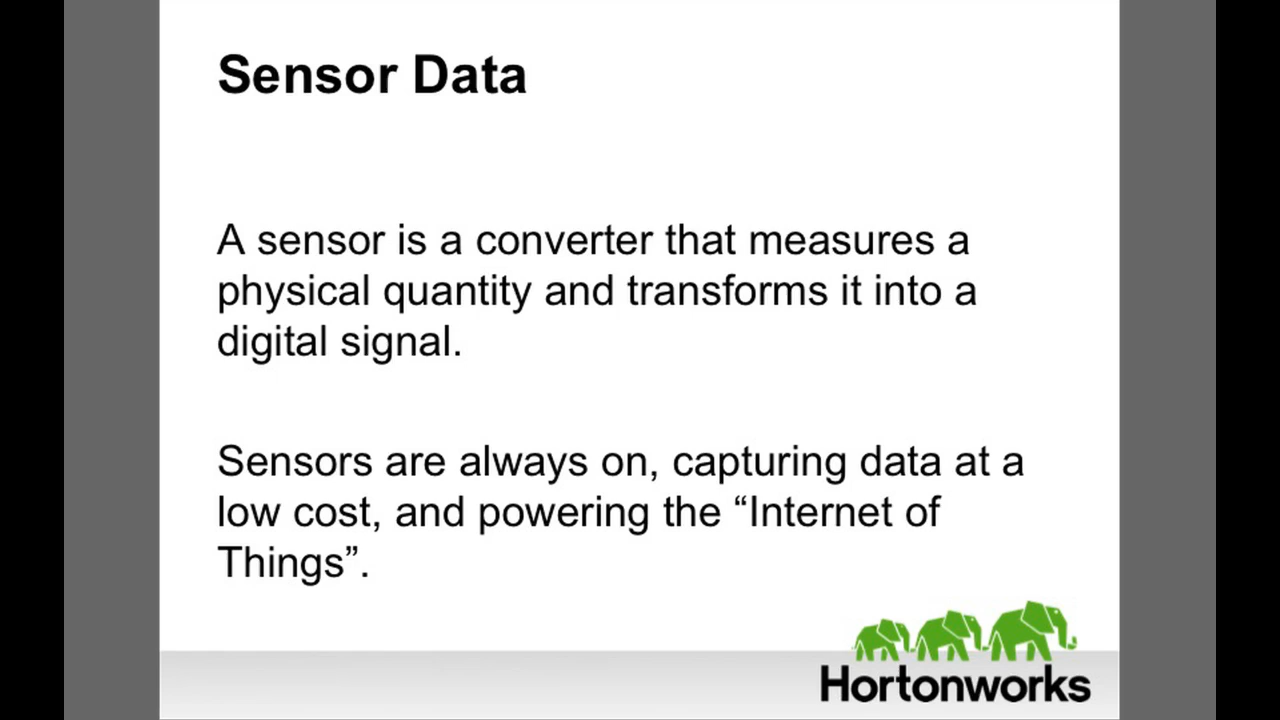 Sensor Data
A sensor is a converter that measures a
physical quantity and transforms it into a
digital signal.
Sensors are always on, capturing data at a
low cost, and powering the “Internet of
Things”.
Hortonworks